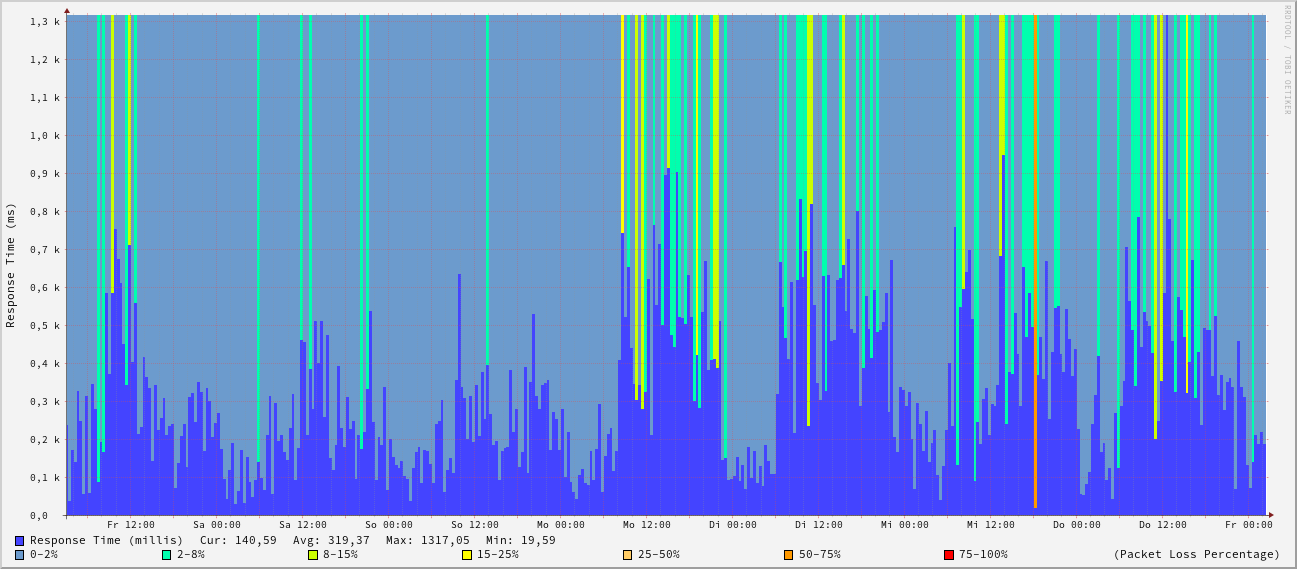 RRDTOOL / TOBI OETIKER
Response Time (ms)
1,3 k
1,2 k
1,1 k
1,0 k
0,9 k
0,8 k
0,7 k
0,6 k
0,5 k
0,4 k
0,3 k
0,2 k
0,1 k
0,0
Fr 12:00 Sa 00:00 Sa 12:00 So 00:00 So 12:00 Mo 00:00 Mo 12:00 Di 00:00 Di 12:00 Mi 00:00 Mi 12:00 Do 00:00 Do 12:00 Fr 00:00
Response Time (millis) Cur: 140,59 Avg: 319,37 Max: 1317,05 Min: 19,59
0-2% 2-8% 8-15% 15-25% 25-50% 50-75% 75-100% (Packet Loss Percentage)